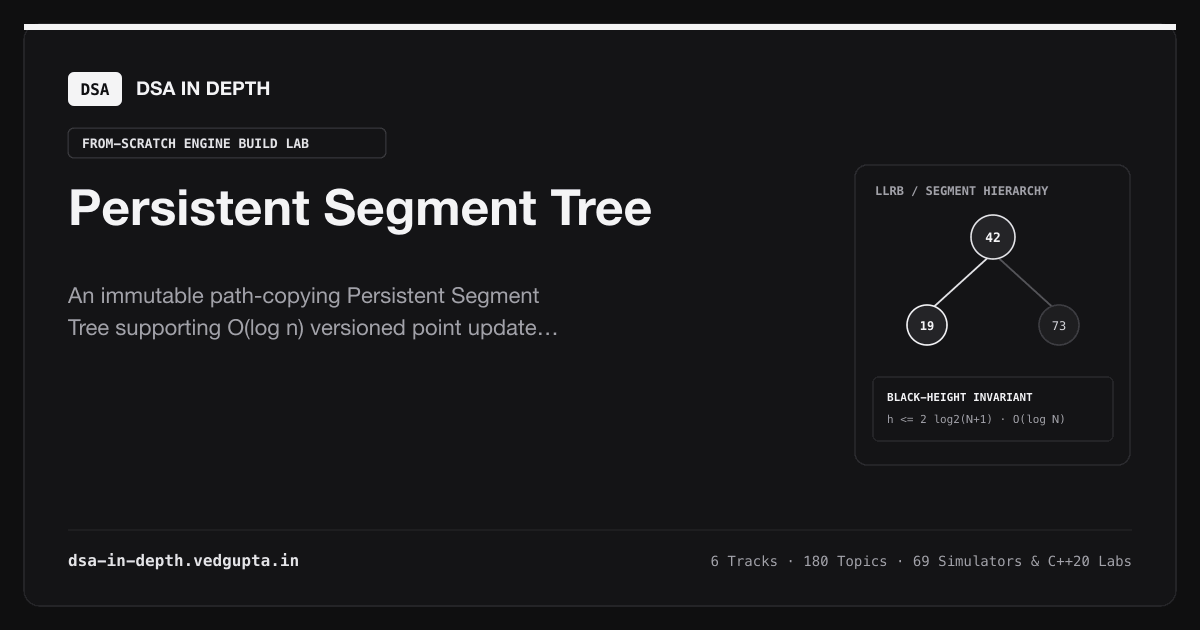 DSA DSA IN DEPTH
FROM−SCRATCH ENGINE BUILD LAB
Persistent Segment Tree
An immutable path-copying Persistent Segment
Tree supporting O(log n) versioned point update…
LLRB / SEGMENT HIERARCHY
42
19 73
BLACK−HEIGHT INVARIANT
h <= 2 log2(N+1) · O(log N)
dsa−in−depth.vedgupta.in
6 Tracks · 180 Topics · 69 Simulators & C++20 Labs